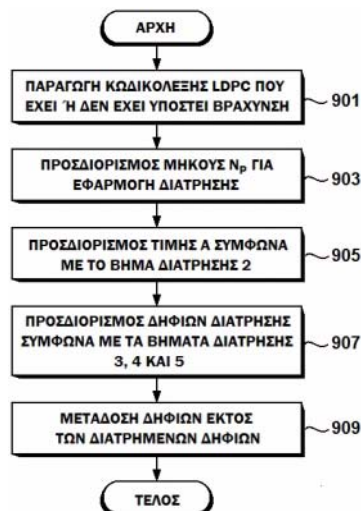 ΑΡΧΗ
ΠΑΡΑΓΩΓΗ ΚΩΔΙΚΟΛΕΞΗΣ LDPC ΠΟΥ
ΕΧΕΙ Ή ΔΕΝ ΕΧΕΙ ΥΠΟΣΤΕΙ ΒΡΑΧΥΝΣΗ
901
ΠΡΟΣΔΙΟΡΙΣΜΟΣ ΜΗΚΟΥΣ Np ΓΙΑ
ΕΦΑΡΜΟΓΗ ΔΙΑΤΡΗΣΗΣ
903
ΠΡΟΣΔΙΟΡΙΣΜΟΣ ΤΙΜΗΣ Α ΣΥΜΦΩΝΑ
ΜΕ ΤΟ ΒΗΜΑ ΔΙΑΤΡΗΣΗΣ 2
905
ΠΡΟΣΔΙΟΡΙΣΜΟΣ ΔΗΦΙΩΝ ΔΙΑΤΡΗΣΗΣ
ΣΥΜΦΩΝΑ ΜΕ ΤΑ ΒΗΜΑΤΑ ΔΙΑΤΡΗΣΗΣ
3, 4 ΚΑΙ 5
907
ΜΕΤΑΔΟΣΗ ΔΗΦΙΩΝ ΕΚΤΟΣ
ΤΩΝ ΔΙΑΤΡΗΜΕΝΩΝ ΔΗΦΙΩΝ
909
ΤΕΛΟΣ